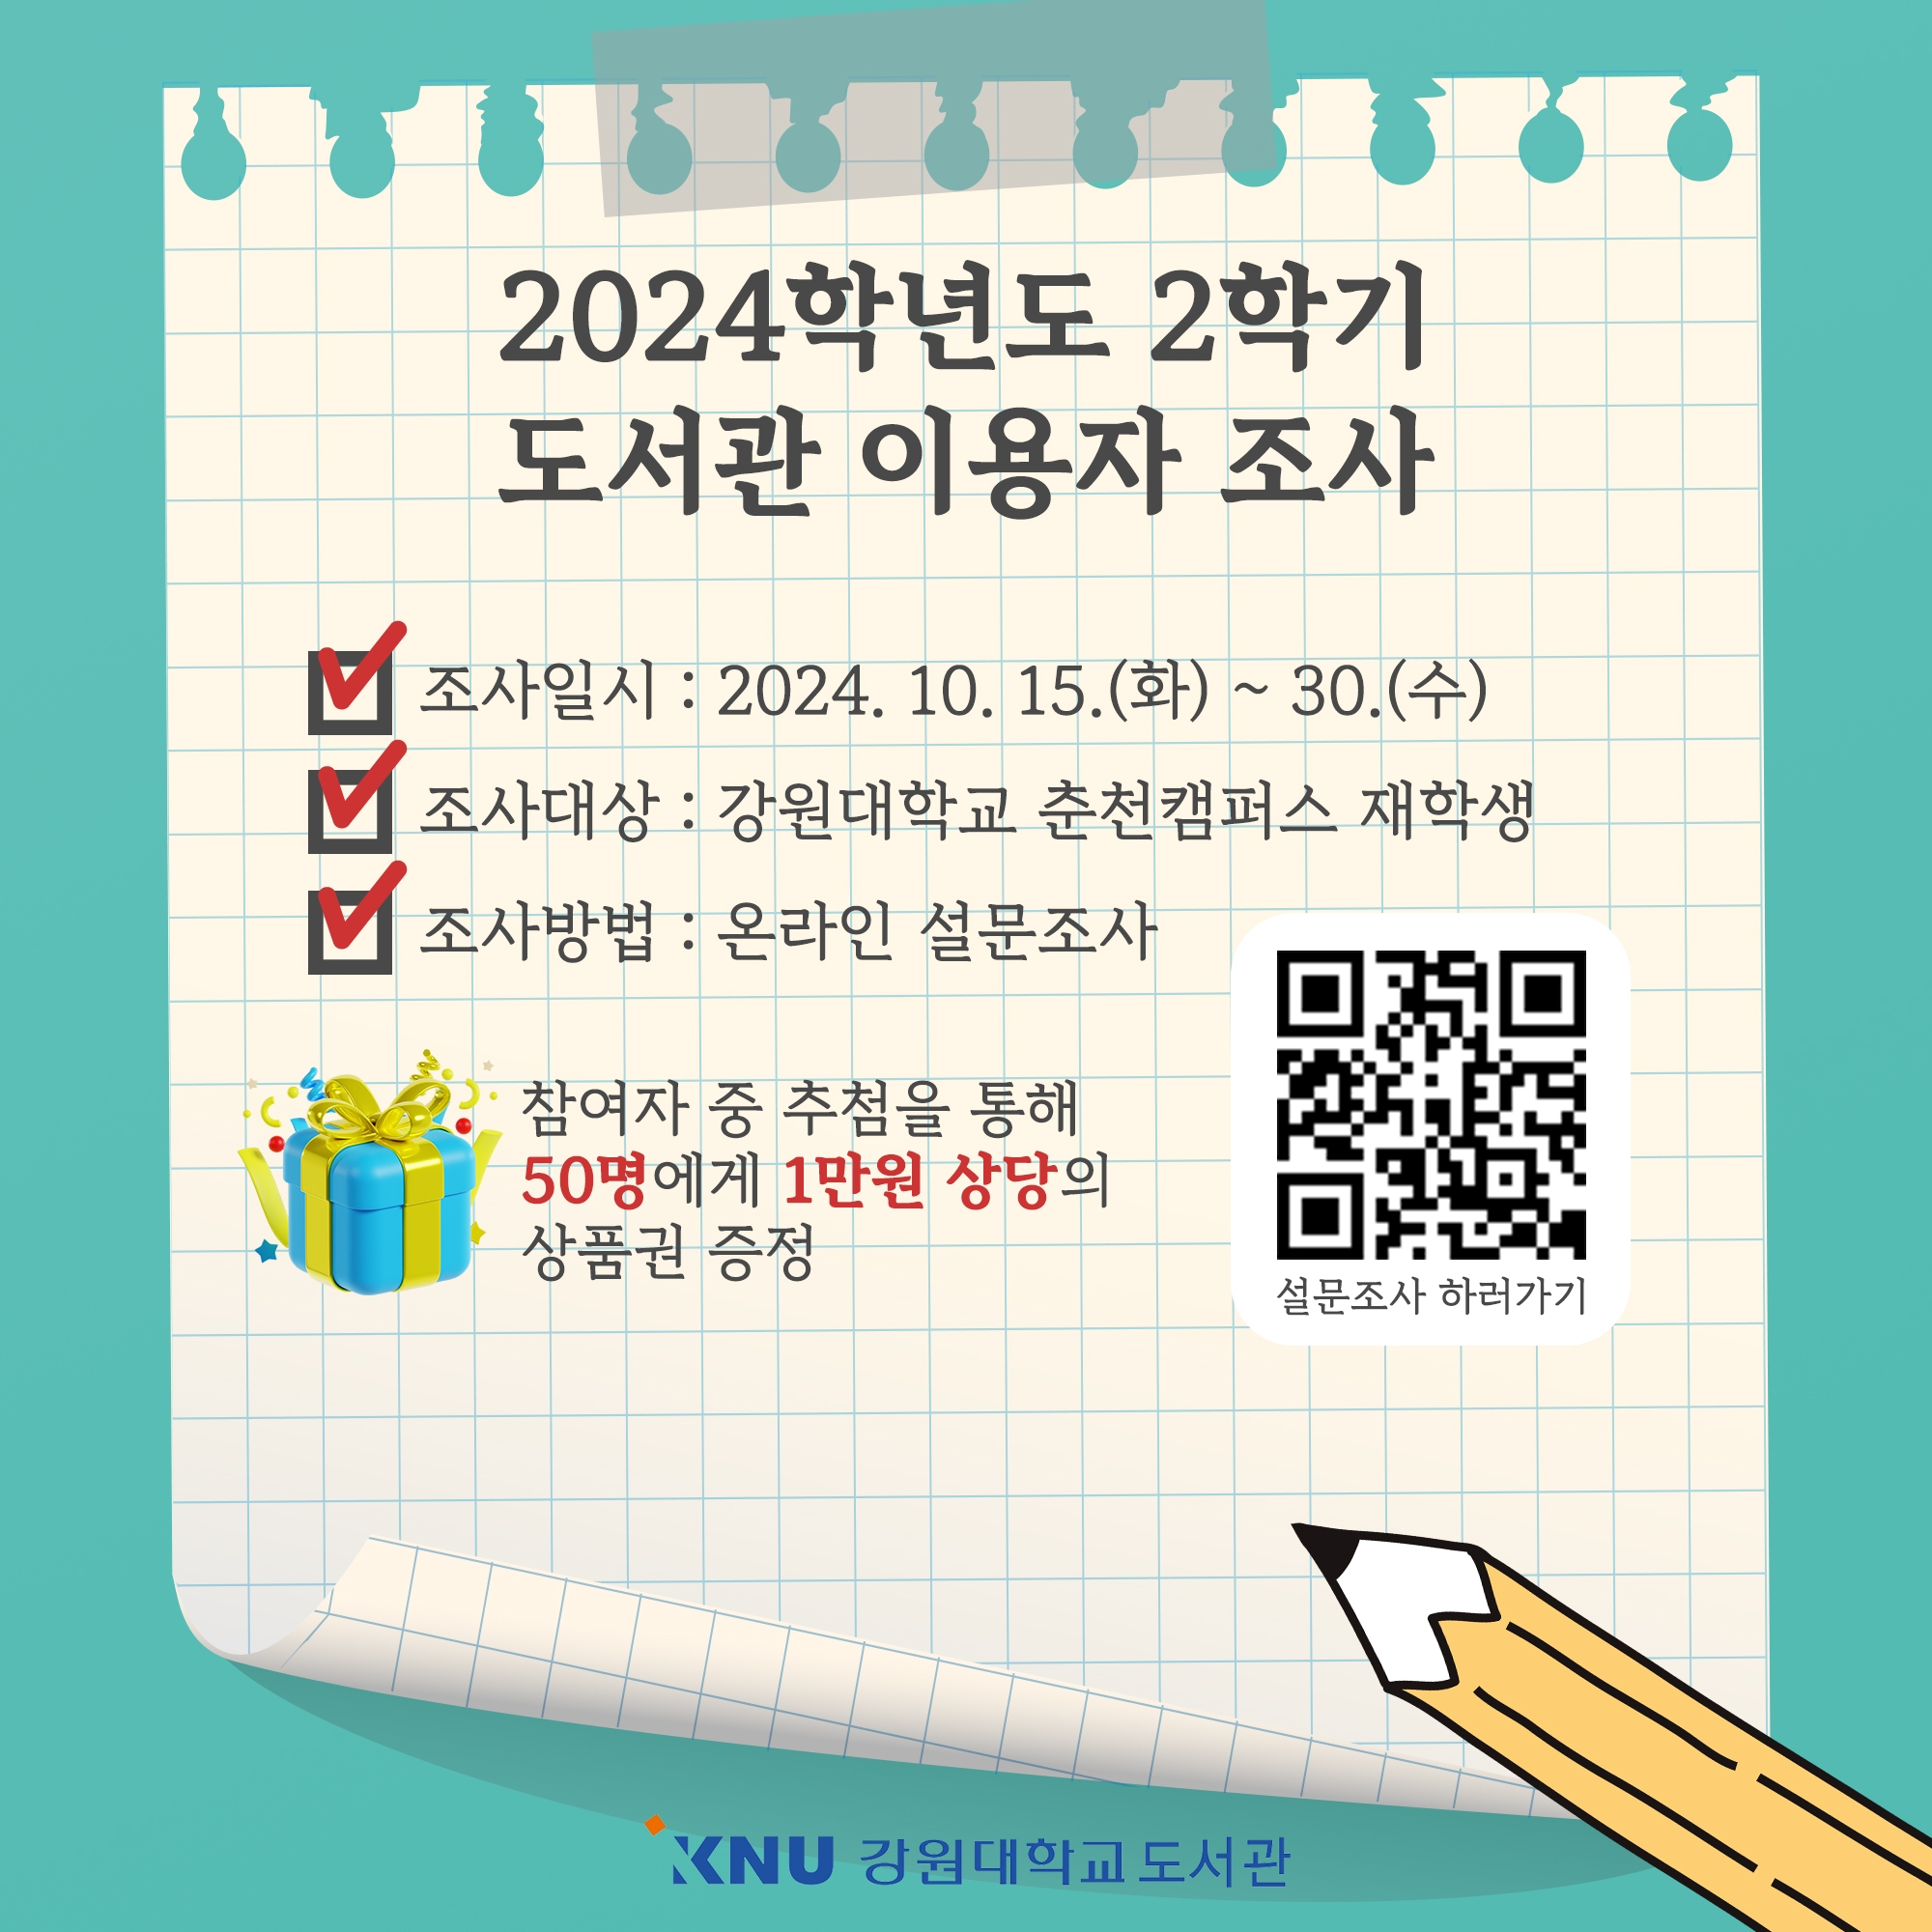 2024학년도 2학기
도서관 이용자 조사
조사일시 : 2024. 10. 15.(화) ~ 30.(수)
조사대상 : 강원대학교 춘천캠퍼스 재학생
조사방법 : 온라인 설문조사
참여자 중 추첨을 통해
50명에게 1만원 상당의
상품권 증정
설문조사 하러가기
KNU 강원대학교도서관